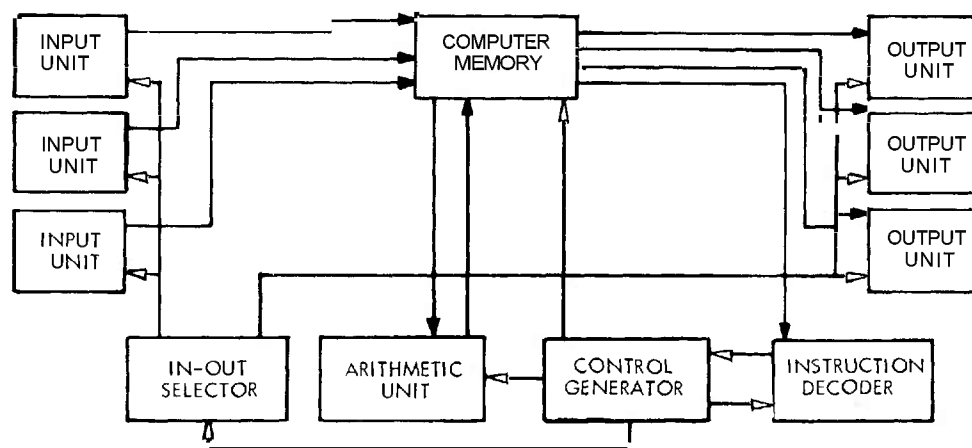 INPUT
UNIT
COMPUTER
MEMORY
OUTPUT
UNIT
INPUT
UNIT
OUTPUT
UNIT
INPUT
UNIT
OUTPUT
UNIT
IN-OUT
SELECTOR
ARITHMETIC
UNIT
CONTROL
GENERATOR
INSTRUCTION
DECODER